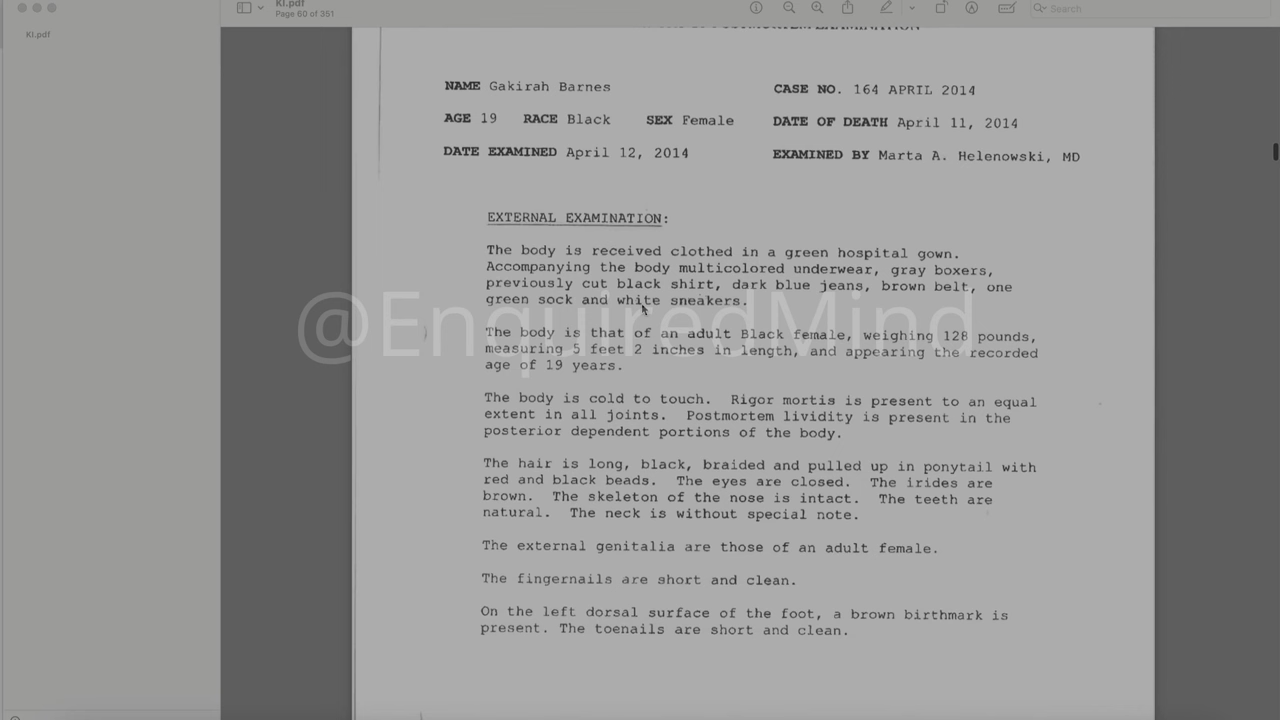 KI.pdf
Page 60 of 351
Search
KI.pdf
NAME Gakirah Barnes CASE NO. 164 APRIL 2014
AGE 19 RACE Black SEX Female DATE OF DEATH April 11, 2014
DATE EXAMINED April 12, 2014 EXAMINED BY Marta A. Helenowski, MD
EXTERNAL EXAMINATION:
The body is received clothed in a green hospital gown.
Accompanying the body multicolored underwear, gray boxers,
previously cut black shirt, dark blue jeans, brown belt, one
green sock and white sneakers.
@EnquiredMind
The body is that of an adult Black female, weighing 128 pounds,
measuring 5 feet 2 inches in length, and appearing the recorded
age of 19 years.
The body is cold to touch. Rigor mortis is present to an equal
extent in all joints. Postmortem lividity is present in the
posterior dependent portions of the body.
The hair is long, black, braided and pulled up in ponytail with
red and black beads. The eyes are closed. The irides are
brown. The skeleton of the nose is intact. The teeth are
natural. The neck is without special note.
The external genitalia are those of an adult female.
The fingernails are short and clean.
On the left dorsal surface of the foot, a brown birthmark is
present. The toenails are short and clean.